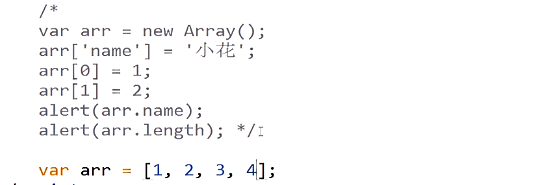 /*
var arr = new Array();
arr['name'] = '小花';
arr[0] = 1;
arr[1] = 2;
alert(arr.name);
alert(arr.length); */
var arr = [1, 2, 3, 4];